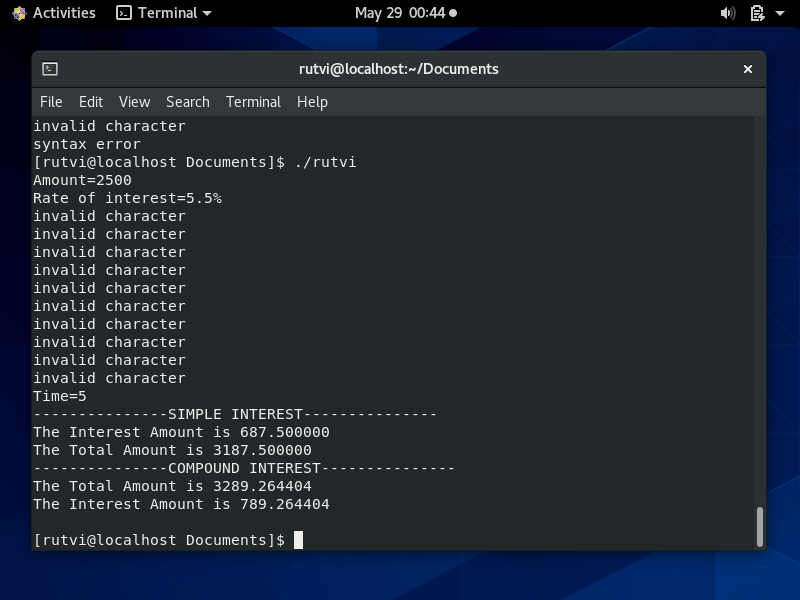 Activities Terminal May 29 00:44
rutvi@localhost:~/Documents
File Edit View Search Terminal Help
invalid character
syntax error
[rutvi@localhost Documents]$ ./rutvi
Amount=2500
Rate of interest=5.5%
invalid character
invalid character
invalid character
invalid character
invalid character
invalid character
invalid character
invalid character
invalid character
invalid character
Time=5
---------------SIMPLE INTEREST---------------
The Interest Amount is 687.500000
The Total Amount is 3187.500000
---------------COMPOUND INTEREST---------------
The Total Amount is 3289.264404
The Interest Amount is 789.264404
[rutvi@localhost Documents]$